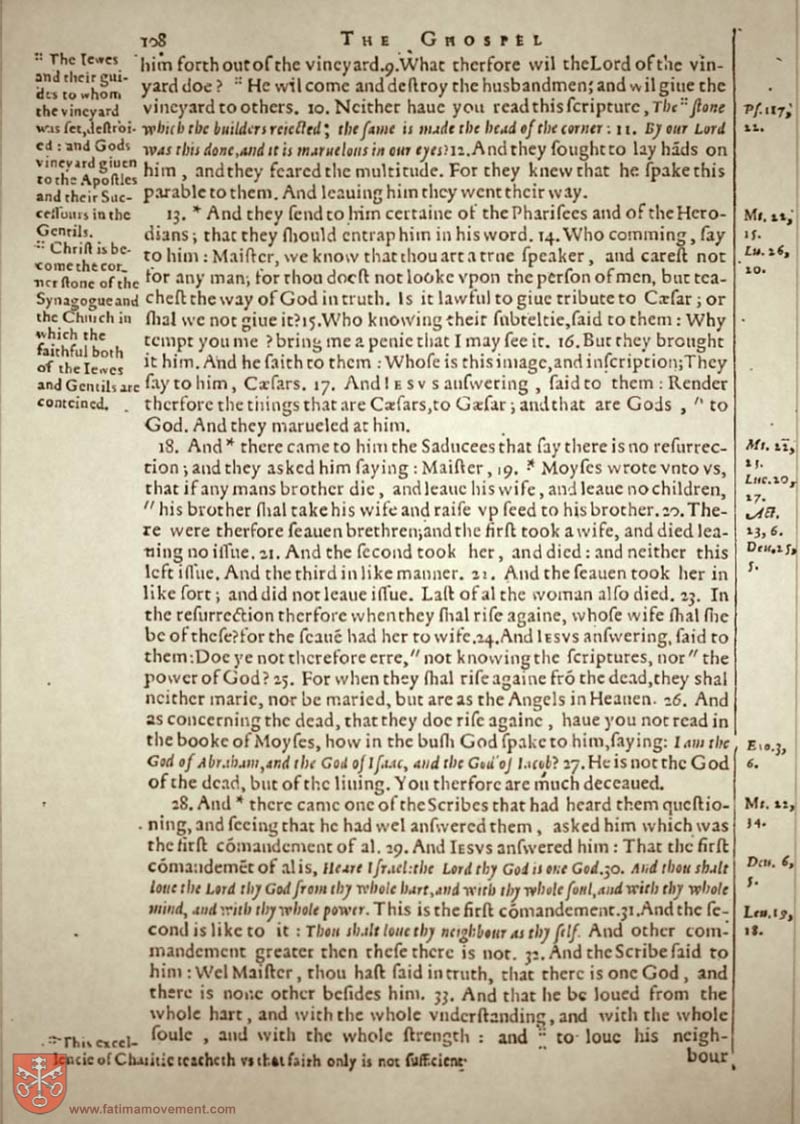 108
THE GHOSPEL
him forth out of the vineyard.9.What therfore wil the Lord of the vin-
yard doe? :: He wil come and deſtroy the husbandmen; and wil giue the
vineyard to others. 10. Neither haue you read this ſcripture, The :: ſtone
which the builders reiected; the ſame is made the head of the corner: 11. By our Lord
was this done, and it is maruelous in our eyes? 12. And they ſought to lay hãds on
him, and they feared the multitude. For they knew that he ſpake this
parable to them. And leauing him they went their way.
13. * And they ſend to him certaine of the Phariſees and of the Hero-
dians; that they ſhould entrap him in his word. 14. Who comming, ſay
to him: Maiſter, we know that thou art a true ſpeaker, and careſt not
for any man; for thou doeſt not looke vpon the perſon of men, but tea-
cheſt the way of God in truth. Is it lawful to giue tribute to Cæſar; or
ſhal we not giue it? 15. Who knowing their ſubteltie, ſaid to them: Why
tempt you me? bring me a penie that I may ſee it. 16. But they brought
it him. And he ſaith to them: Whoſe is this image, and inſcription; They
ſay to him, Cæſars. 17. And IESVS anſwering, ſaid to them: Render
therfore the things that are Cæſars, to Cæſar; and that are Gods, " to
God. And they marueled at him.
18. And * there came to him the Saducees that ſay there is no reſurrec-
tion; and they asked him ſaying: Maiſter, 19. * Moyſes wrote vnto vs,
that if any mans brother die, and leaue his wife, and leaue no children,
" his brother ſhal take his wife and raiſe vp ſeed to his brother. 20. The-
re were therfore ſeauen brethren; and the firſt took a wife, and died lea-
uing no iſſue. 21. And the ſecond took her, and died: and neither this
left iſſue. And the third in like manner. 21. And the ſeauen took her in
like ſort; and did not leaue iſſue. Laſt of al the woman alſo died. 23. In
the reſurrection therfore when they ſhal riſe againe, whoſe wife ſhal ſhe
be of theſe? for the ſeauẽ had her to wife. 24. And IESVS anſwering, ſaid to
them: Doe ye not therefore erre, " not knowing the ſcriptures, nor " the
power of God? 25. For when they ſhal riſe againe frõ the dead, they shal
neither marie, nor be maried, but are as the Angels in Heauen. 26. And
as concerning the dead, that they doe riſe againe, haue you not read in
the booke of Moyſes, how in the buſh God ſpake to him, ſaying: I am the
God of Abraham, and the God of Iſaac, and the God of Iacob? 27. He is not the God
of the dead, but of the liuing. You therfore are much deceaued.
28. And * there came one of the Scribes that had heard them queſtio-
ning, and ſeeing that he had wel anſwered them, asked him which was
the firſt cõmandement of al. 29. And IESVS anſwered him: That the firſt
cõmandemẽt of al is, Heare Iſrael: the Lord thy God is one God. 30. And thou shalt
loue the Lord thy God from thy whole hart, and with thy whole ſoul, and with thy whole
mind, and with thy whole power. This is the firſt cõmandement. 31. And the ſe-
cond is like to it: Thou shalt loue thy neighbour as thy ſelf. And other com-
mandement greater then theſe there is not. 32. And the Scribe ſaid to
him: Wel Maiſter, thou haſt ſaid in truth, that there is one God, and
there is none other beſides him. 33. And that he be loued from the
whole hart, and with the whole vnderſtanding, and with the whole
ſoule, and with the whole ſtrength: and :: to loue his neigh-
bour
:: The Iewes
and their gui-
des to whom
the vineyard
was ſet, deſtroi-
ed: and Gods
vineyard giuen
to the Apoſtles
and their Suc-
ceſſours in the
Gentils.
:: Chriſt is be-
come the cor-
ner ſtone of the
Synagogue and
the Church in
which the
faithful both
of the Iewes
and Gentils are
conteined.
:: This excel-
lencie of Charitie teacheth vs that faith only is not ſufficient
Pſ. 117,
22.
Mt. 22,
15.
Lu. 26,
20.
Mt. 22,
23.
Luc. 20,
27.
Act.
23, 6.
Deu. 25,
5.
Exo. 3,
6.
Mt. 22,
34.
Deu. 6,
5.
Leu. 19,
18.
www.fatimamovement.com